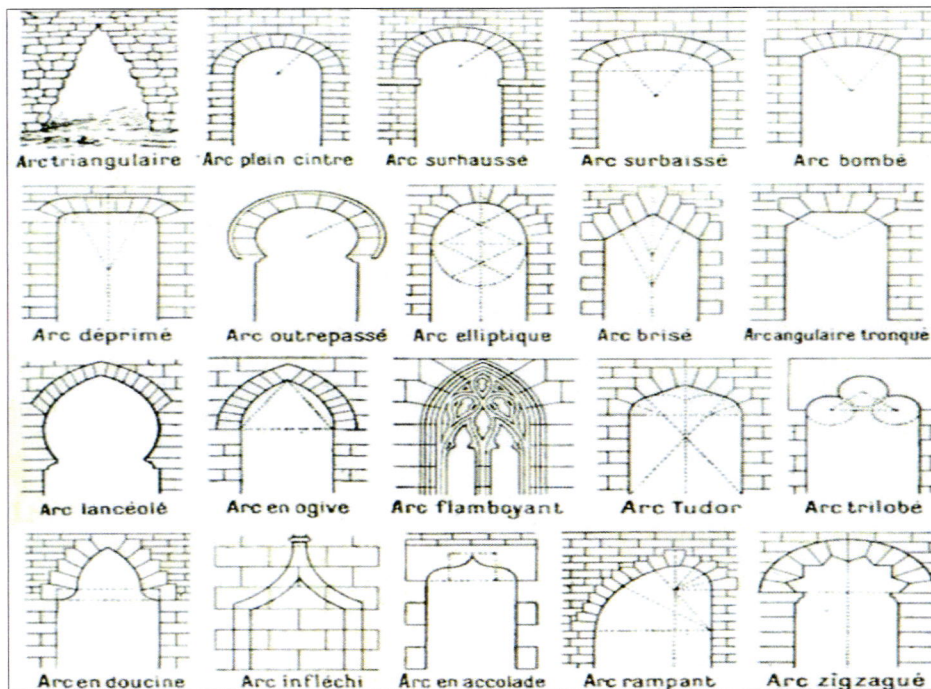 Arc triangulaire
Arc plein cintre
Arc surhaussé
Arc surbaissé
Arc bombé
Arc déprimé
Arc outrepassé
Arc elliptique
Arc brisé
Arc angulaire tronqué
Arc lancéolé
Arc en ogive
Arc flamboyant
Arc Tudor
Arc trilobé
Arc en doucine
Arc infléchi
Arc en accolade
Arc rampant
Arc zigzagué